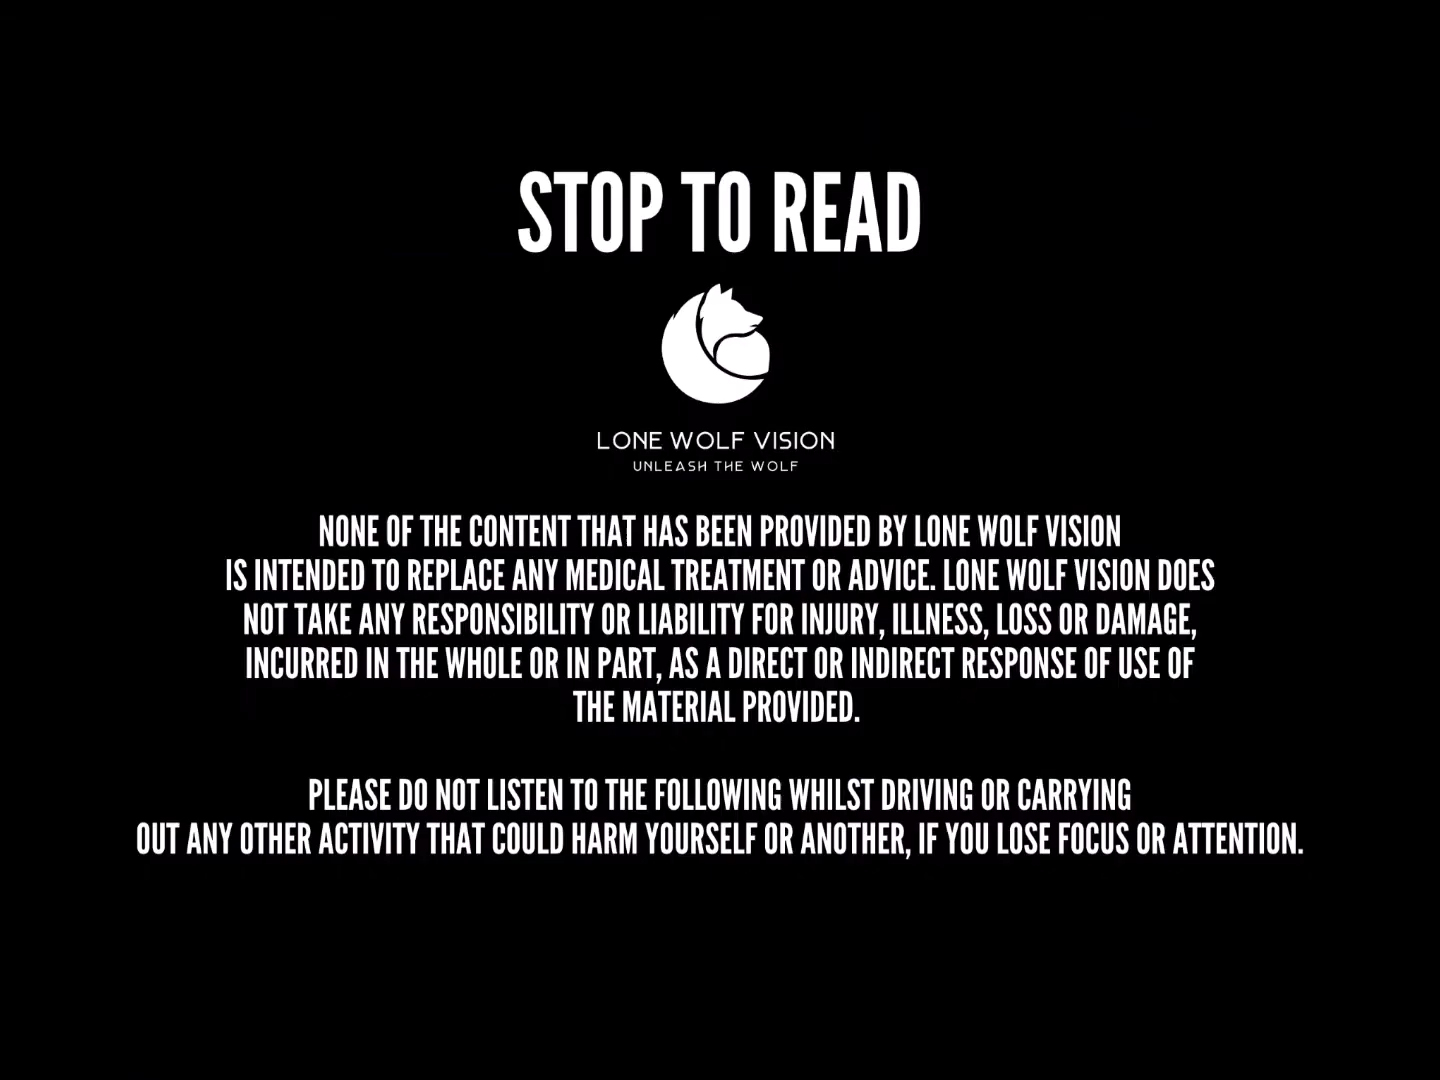 STOP TO READ
LONE WOLF VISION
UNLEASH THE WOLF
NONE OF THE CONTENT THAT HAS BEEN PROVIDED BY LONE WOLF VISION
IS INTENDED TO REPLACE ANY MEDICAL TREATMENT OR ADVICE. LONE WOLF VISION DOES
NOT TAKE ANY RESPONSIBILITY OR LIABILITY FOR INJURY, ILLNESS, LOSS OR DAMAGE,
INCURRED IN THE WHOLE OR IN PART, AS A DIRECT OR INDIRECT RESPONSE OF USE OF
THE MATERIAL PROVIDED.
PLEASE DO NOT LISTEN TO THE FOLLOWING WHILST DRIVING OR CARRYING
OUT ANY OTHER ACTIVITY THAT COULD HARM YOURSELF OR ANOTHER, IF YOU LOSE FOCUS OR ATTENTION.